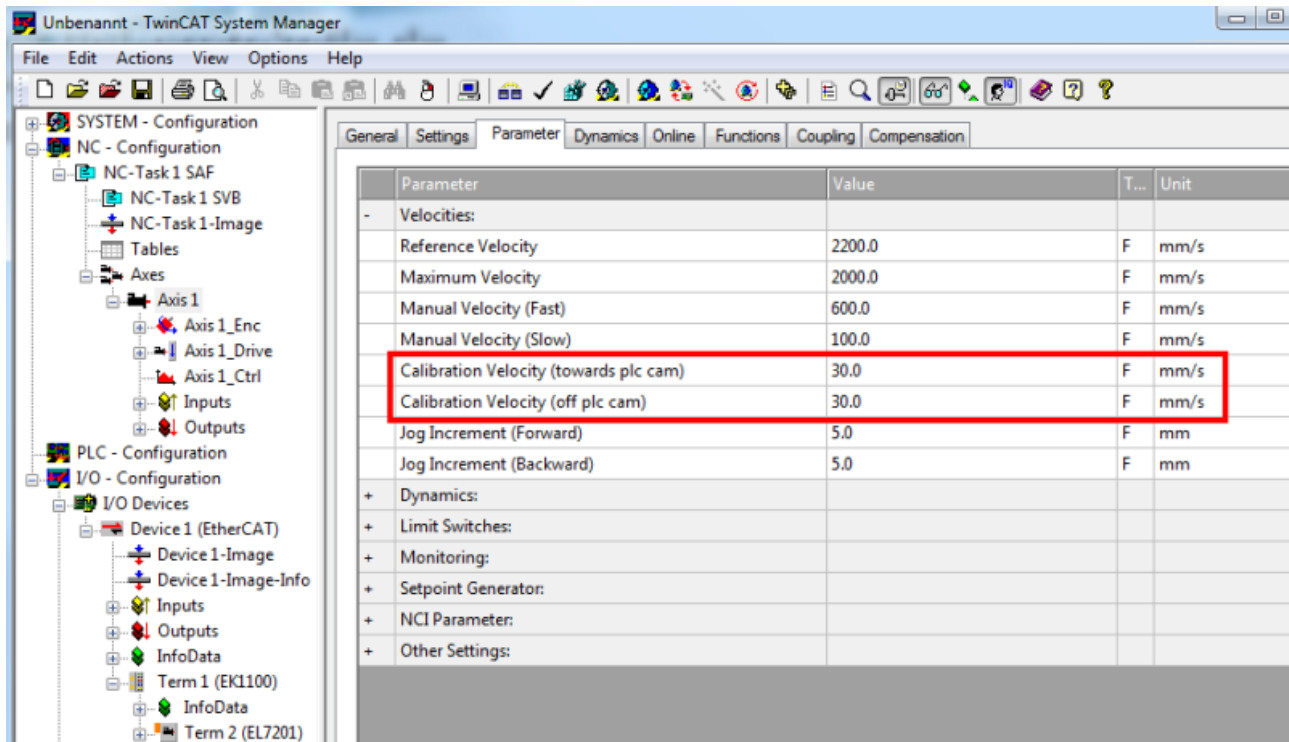 Unbenannt - TwinCAT System Manager
File Edit Actions View Options Help
SYSTEM - Configuration
NC - Configuration
NC-Task 1 SAF
NC-Task 1 SVB
NC-Task 1-Image
Tables
Axes
Axis 1
Axis 1_Enc
Axis 1_Drive
Axis 1_Ctrl
Inputs
Outputs
PLC - Configuration
I/O - Configuration
I/O Devices
Device 1 (EtherCAT)
Device 1-Image
Device 1-Image-Info
Inputs
Outputs
InfoData
Term 1 (EK1100)
InfoData
Term 2 (EL7201)
General Settings Parameter Dynamics Online Functions Coupling Compensation
Parameter Value T... Unit
- Velocities:
Reference Velocity 2200.0 F mm/s
Maximum Velocity 2000.0 F mm/s
Manual Velocity (Fast) 600.0 F mm/s
Manual Velocity (Slow) 100.0 F mm/s
Calibration Velocity (towards plc cam) 30.0 F mm/s
Calibration Velocity (off plc cam) 30.0 F mm/s
Jog Increment (Forward) 5.0 F mm
Jog Increment (Backward) 5.0 F mm
+ Dynamics:
+ Limit Switches:
+ Monitoring:
+ Setpoint Generator:
+ NCI Parameter:
+ Other Settings: